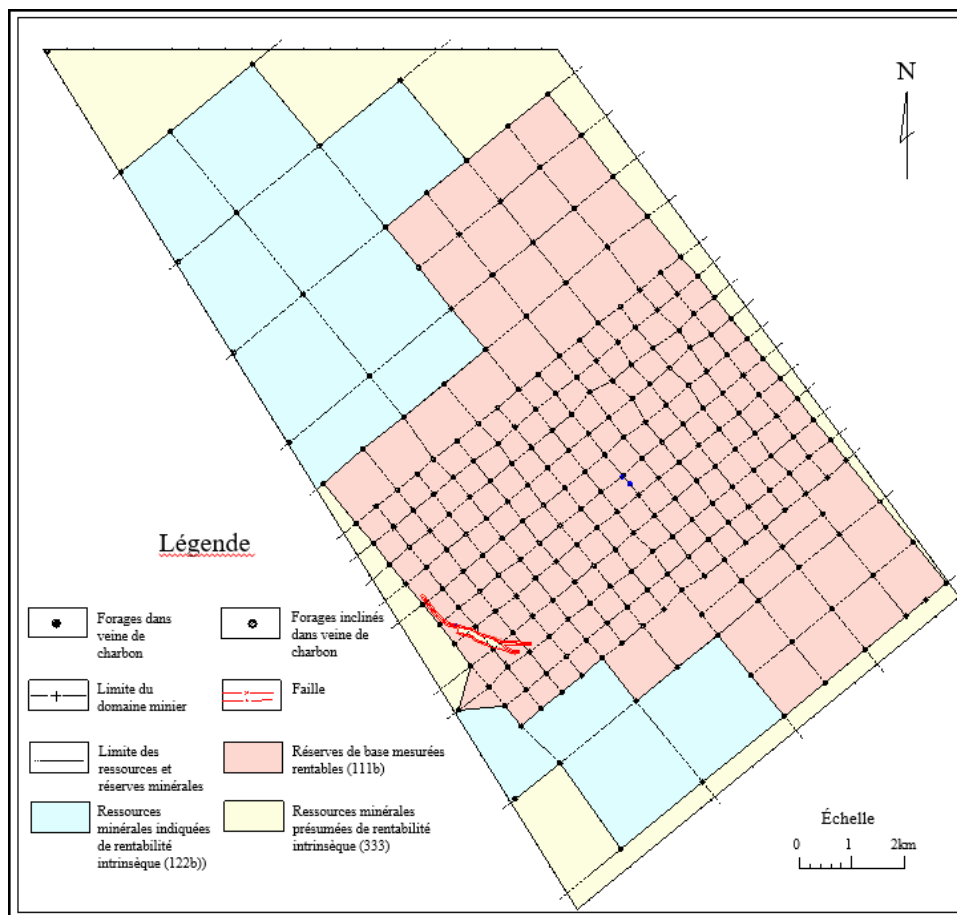 N
Légende
Forages dans
veine de
charbon
Forages inclinés
dans veine de
charbon
Limite du
domaine minier
Faille
Limite des
ressources et
réserves minérales
Réserves de base mesurées
rentables (111b)
Ressources
minérales indiquées
de rentabilité
intrinsèque (122b))
Ressources minérales
présumées de rentabilité
intrinsèque (333)
Échelle
0 1 2km